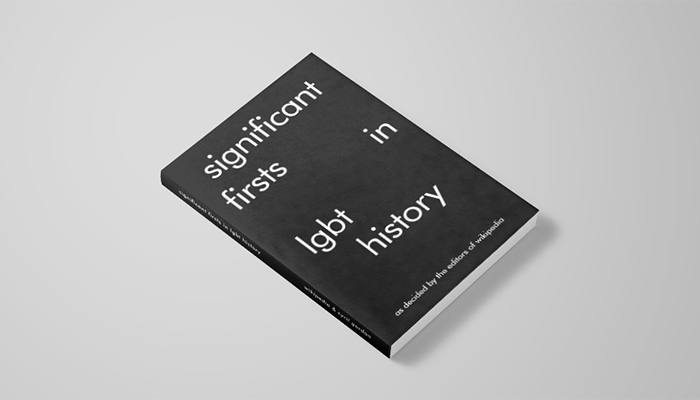 significant
firsts in
lgbt
history
as decided by the editors of wikipedia
significant firsts in lgbt history
wikipedia & cyril gordon